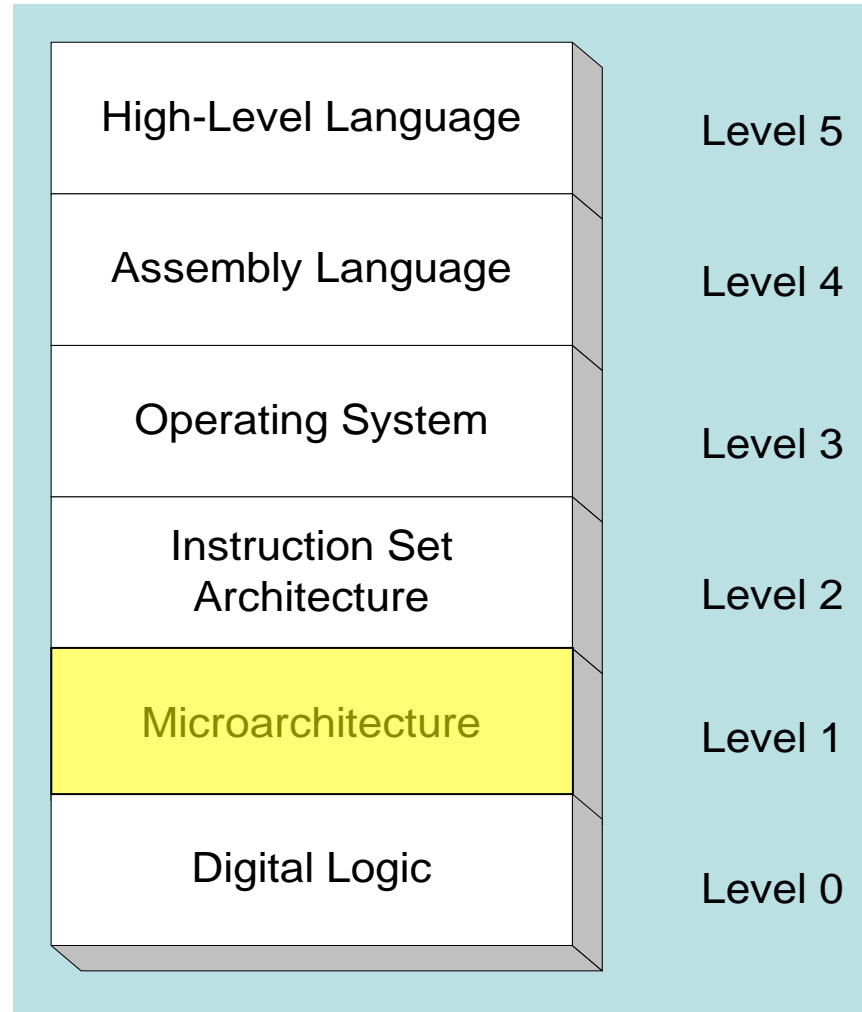 High-Level Language
Level 5
Assembly Language
Level 4
Operating System
Level 3
Instruction Set
Architecture
Level 2
Microarchitecture
Level 1
Digital Logic
Level 0